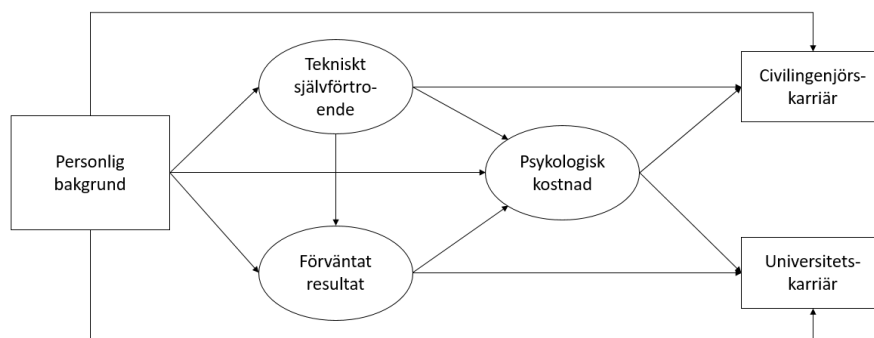 Tekniskt
självförtro-
ende
Civilingenjörs-
karriär
Personlig
bakgrund
Psykologisk
kostnad
Förväntat
resultat
Universitets-
karriär